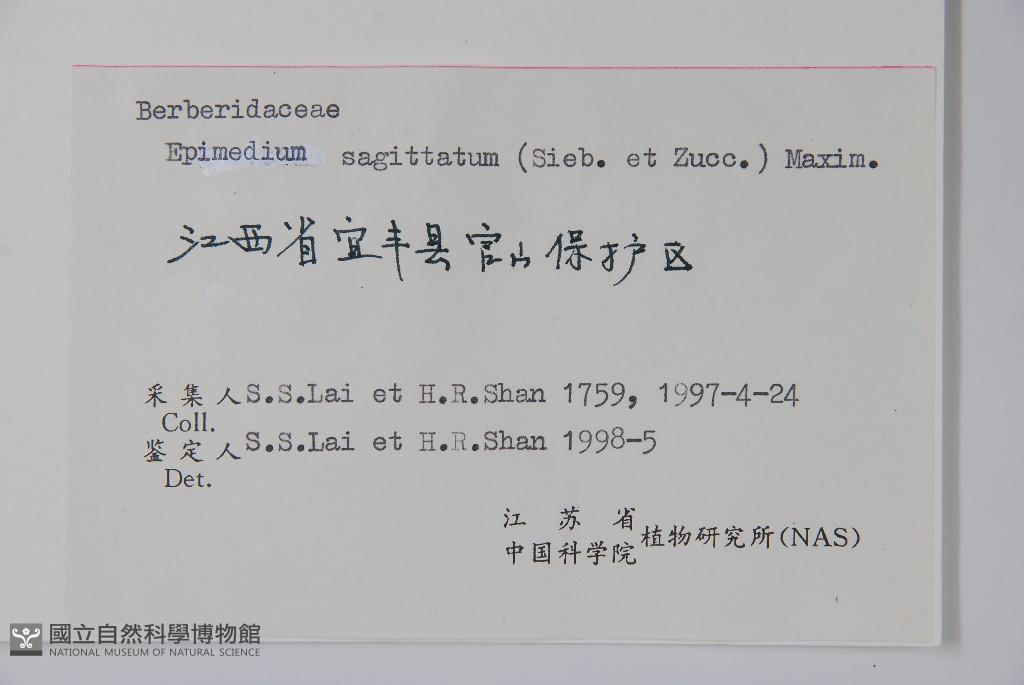 Berberidaceae
Epimedium sagittatum (Sieb. et Zucc.) Maxim.
江西省宜丰县官山保护区
采集人 S.S.Lai et H.R.Shan 1759, 1997-4-24
Coll.
鉴定人 S.S.Lai et H.R.Shan 1998-5
Det.
江苏省
中国科学院 植物研究所(NAS)
國立自然科學博物館
NATIONAL MUSEUM OF NATURAL SCIENCE